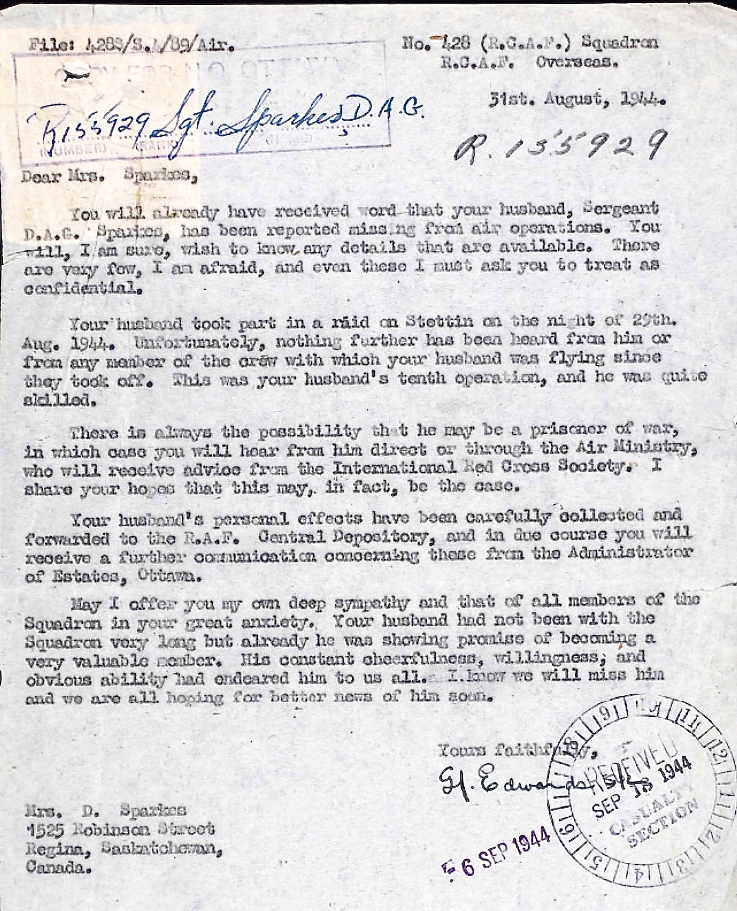 File: 428S/S.4/89/Air.
No. 428 (R.C.A.F.) Squadron
R.C.A.F. Overseas.
31st. August, 1944.
R155929 Sgt. Sparkes, D.A.G.
R.155929
Dear Mrs. Sparkes,
You will already have received word that your husband, Sergeant
D.A.G. Sparkes, has been reported missing from air operations. You
will, I am sure, wish to know any details that are available. There
are very few, I am afraid, and even these I must ask you to treat as
confidential.
Your husband took part in a raid on Stettin on the night of 29th.
Aug. 1944. Unfortunately, nothing further has been heard from him or
from any member of the crew with which your husband was flying since
they took off. This was your husband's tenth operation, and he was quite
skilled.
There is always the possibility that he may be a prisoner of war,
in which case you will hear from him direct or through the Air Ministry,
who will receive advice from the International Red Cross Society. I
share your hopes that this may, in fact, be the case.
Your husband's personal effects have been carefully collected and
forwarded to the R.A.F. Central Depository, and in due course you will
receive a further communication concerning these from the Administrator
of Estates, Ottawa.
May I offer you my own deep sympathy and that of all members of the
Squadron in your great anxiety. Your husband had not been with the
Squadron very long but already he was showing promise of becoming a
very valuable member. His constant cheerfulness, willingness, and
obvious ability had endeared him to us all. I know we will miss him
and we are all hoping for better news of him soon.
Yours faithfully,
Edwards
RECEIVED
SEP 18 1944
CASUALTY
SECTION
6 SEP 1944
Mrs. D. Sparkes
1525 Robinson Street
Regina, Saskatchewan,
Canada.